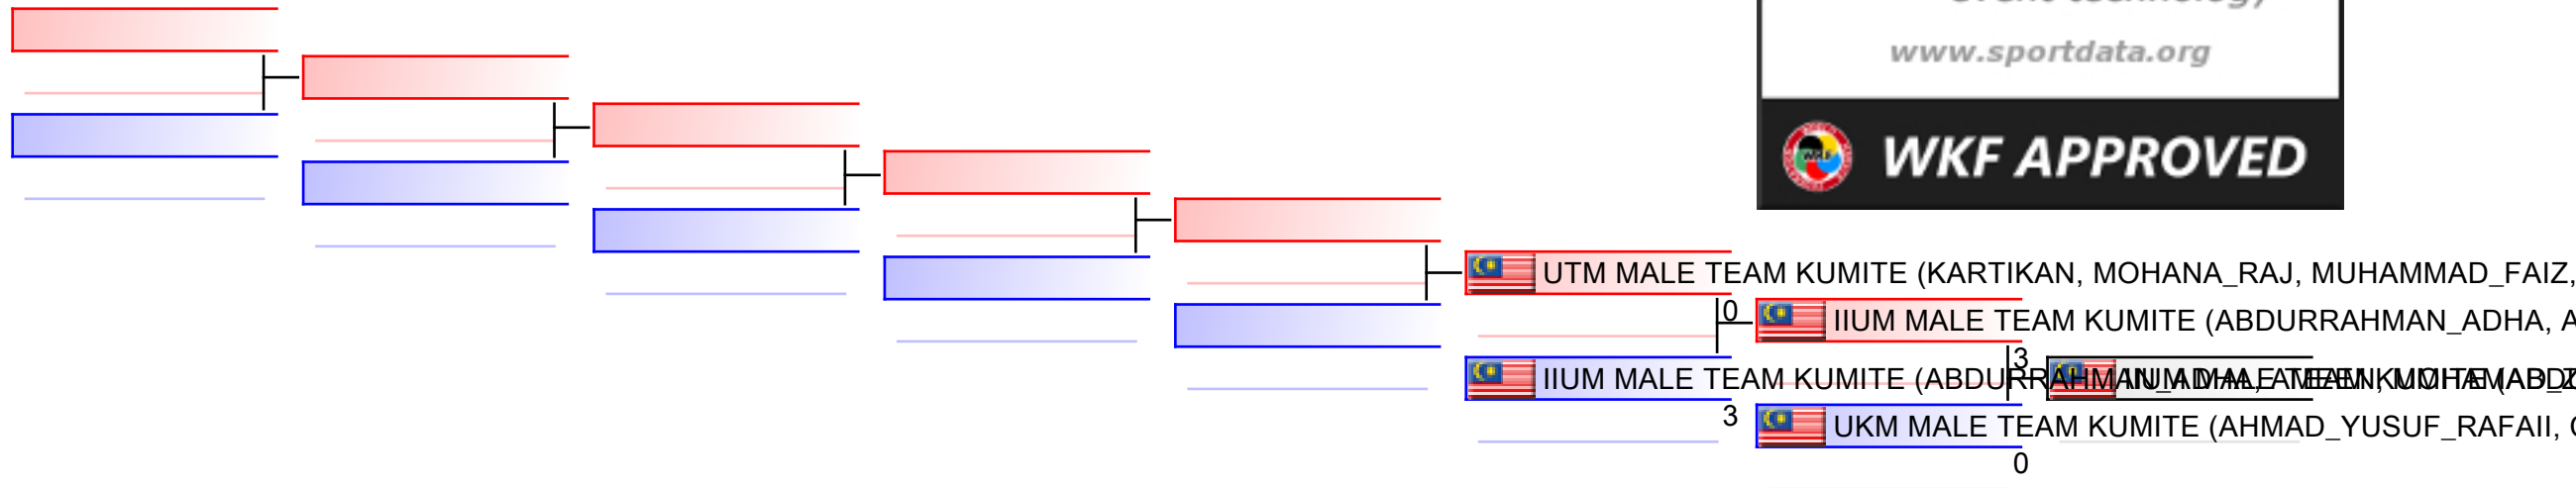 www.sportdata.org
WKF APPROVED
UTM MALE TEAM KUMITE (KARTIKAN, MOHANA_RAJ, MUHAMMAD_FAIZ,
0
IIUM MALE TEAM KUMITE (ABDURRAHMAN_ADHA, A
3
IIUM MALE TEAM KUMITE (ABDURRAHMAN_ADHA,
3
UKM MALE TEAM KUMITE (AHMAD_YUSUF_RAFAII,
0